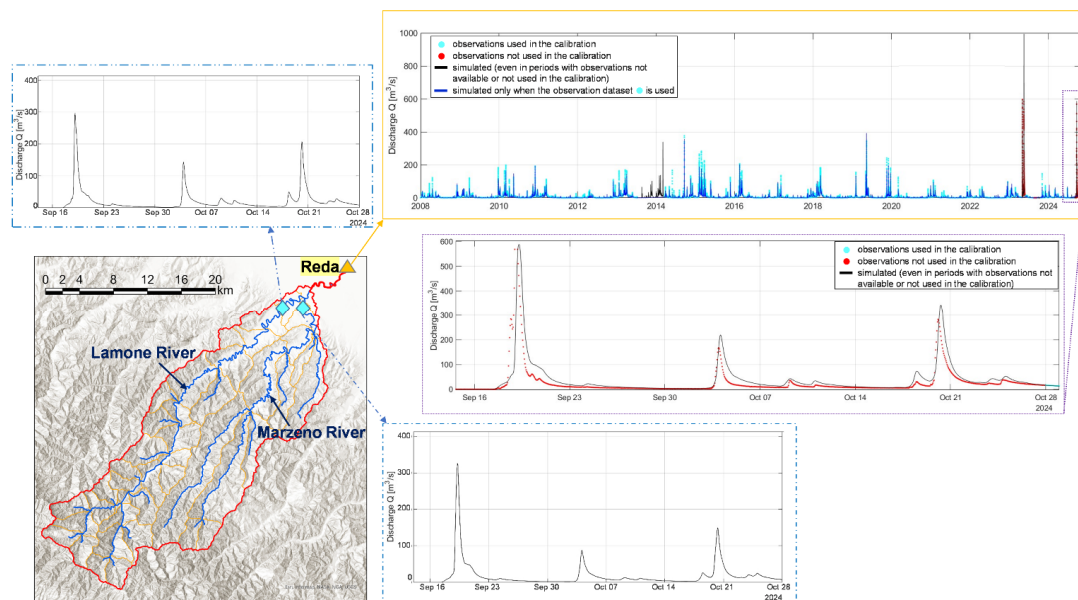 400
300
200
100
0
Discharge Q [m³/s]
Sep 16
Sep 23
Sep 30
Oct 07
Oct 14
Oct 21
Oct 28
2024
1000
800
600
400
200
0
Discharge Q [m³/s]
observations used in the calibration
observations not used in the calibration
simulated (even in periods with observations not
available or not used in the calibration)
simulated only when the observation dataset is used
2008
2010
2012
2014
2016
2018
2020
2022
2024
600
500
400
300
200
100
0
Discharge Q [m³/s]
observations used in the calibration
observations not used in the calibration
simulated (even in periods with observations not
available or not used in the calibration)
Sep 16
Sep 23
Sep 30
Oct 07
Oct 14
Oct 21
Oct 28
2024
Reda
0 2 4 8 12 16 20
km
Lamone River
Marzeno River
400
300
200
100
0
Discharge Q [m³/s]
Sep 16
Sep 23
Sep 30
Oct 07
Oct 14
Oct 21
Oct 28
2024